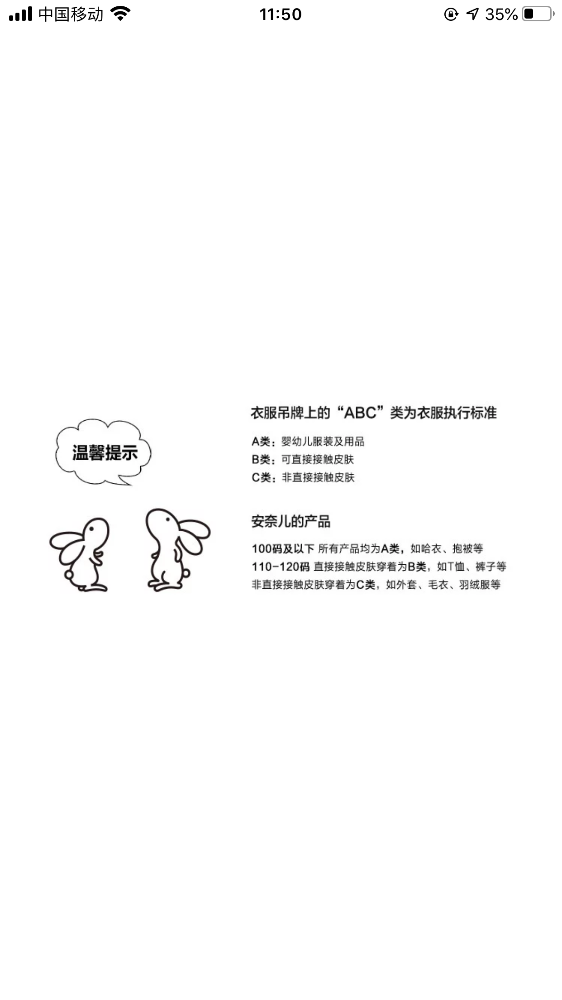 中国移动
11:50
35%
温馨提示
衣服吊牌上的“ABC”类为衣服执行标准
A类：婴幼儿服装及用品
B类：可直接接触皮肤
C类：非直接接触皮肤
安奈儿的产品
100码及以下 所有产品均为A类，如哈衣、抱被等
110-120码 直接接触皮肤穿着为B类，如T恤、裤子等
非直接接触皮肤穿着为C类，如外套、毛衣、羽绒服等